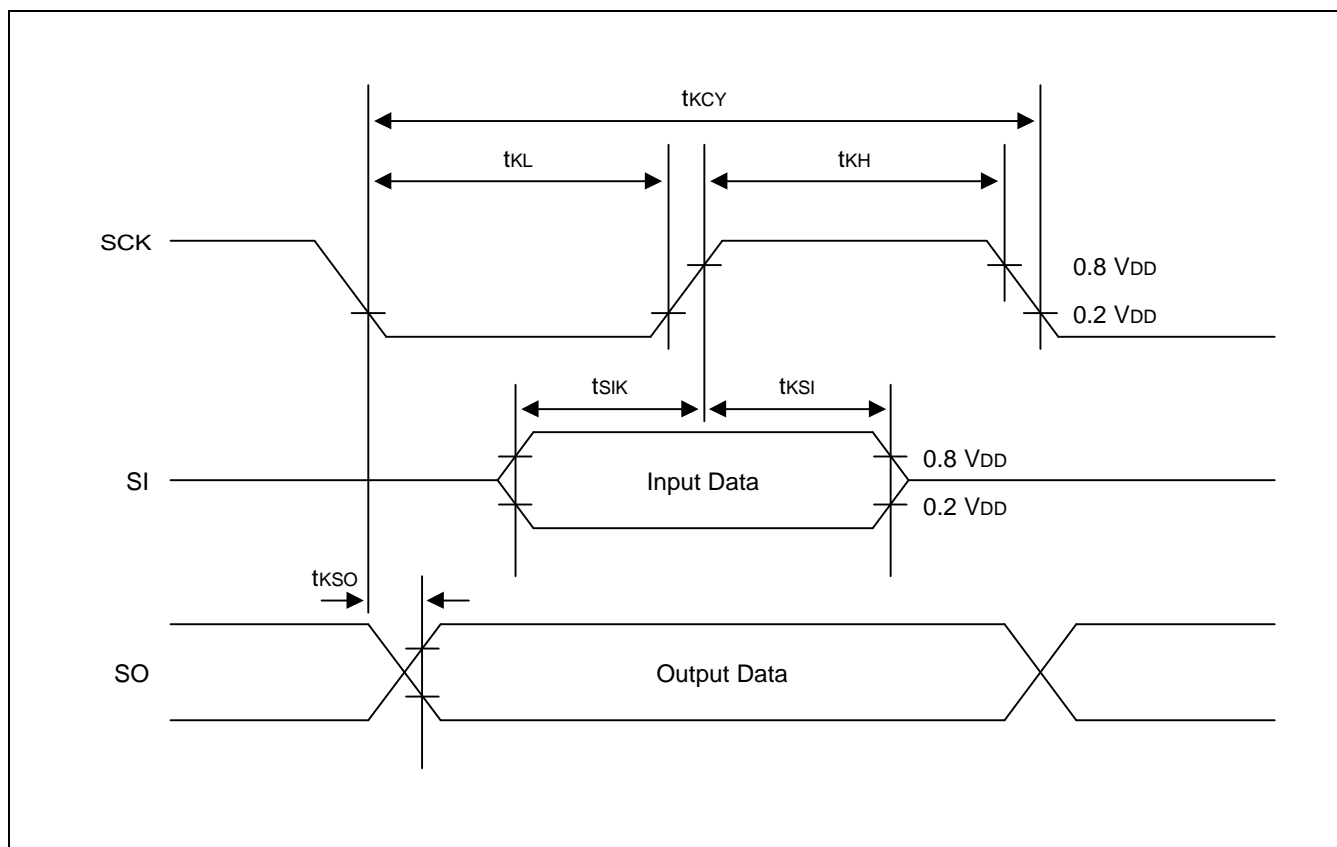 tKCY
tKL
tKH
SCK
0.8 VDD
0.2 VDD
tSIK
tKSI
SI
Input Data
0.8 VDD
0.2 VDD
tKSO
SO
Output Data